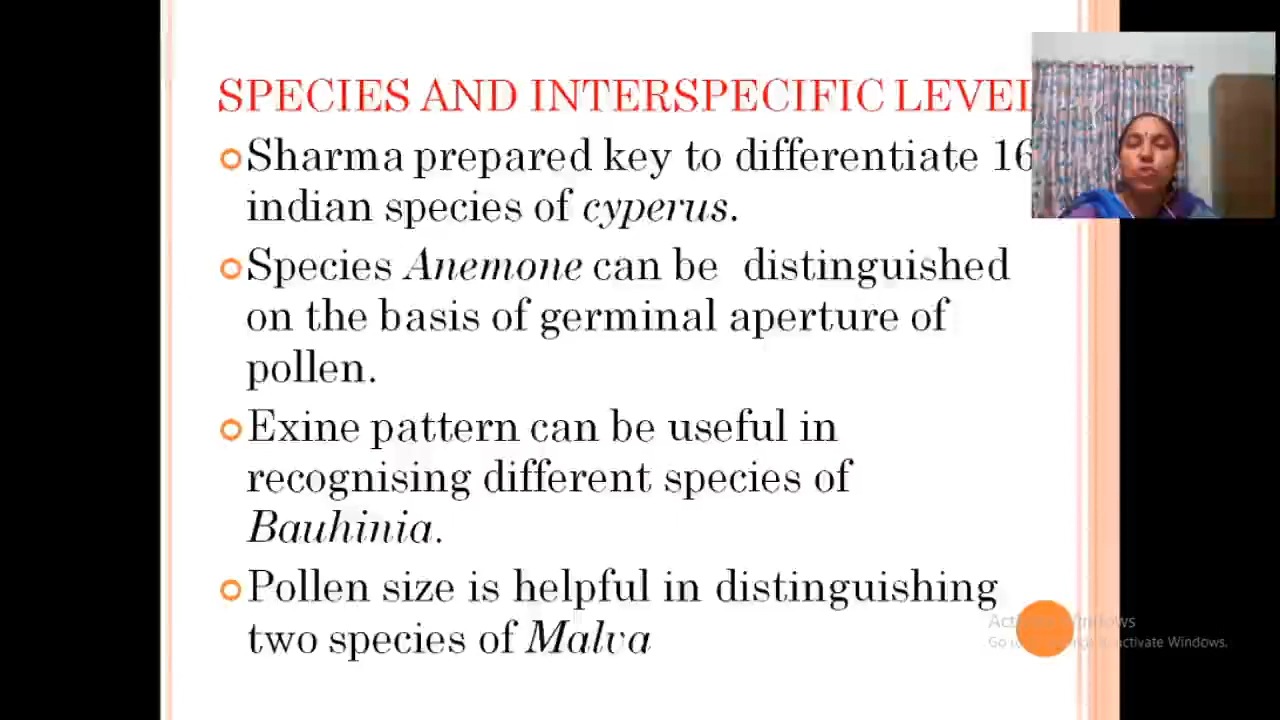 SPECIES AND INTERSPECIFIC LEVEL
Sharma prepared key to differentiate 16
indian species of cyperus.
Species Anemone can be distinguished
on the basis of germinal aperture of
pollen.
Exine pattern can be useful in
recognising different species of
Bauhinia.
Pollen size is helpful in distinguishing
two species of Malva
Activate Windows
Go to activate Windows.